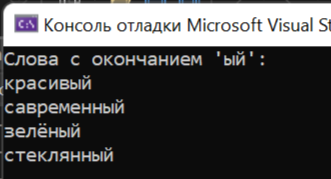 C:\ Консоль отладки Microsoft Visual St
Слова с окончанием 'ый':
красивый
савременный
зелёный
стеклянный